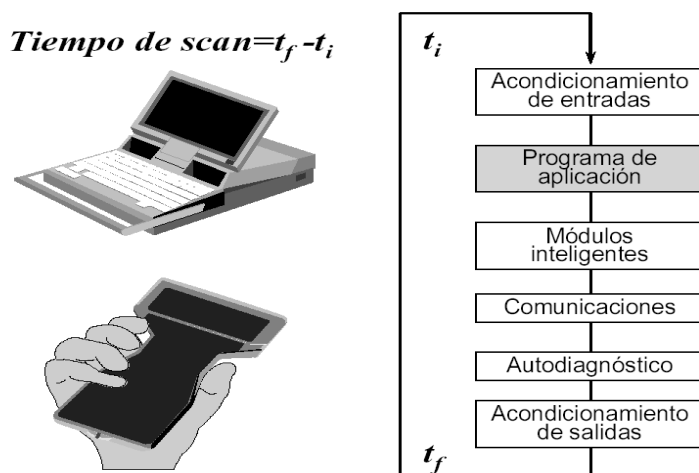 Tiempo de scan=tf-ti
ti
Acondicionamiento
de entradas
Programa de
aplicación
Módulos
inteligentes
Comunicaciones
Autodiagnóstico
Acondicionamiento
de salidas
tf